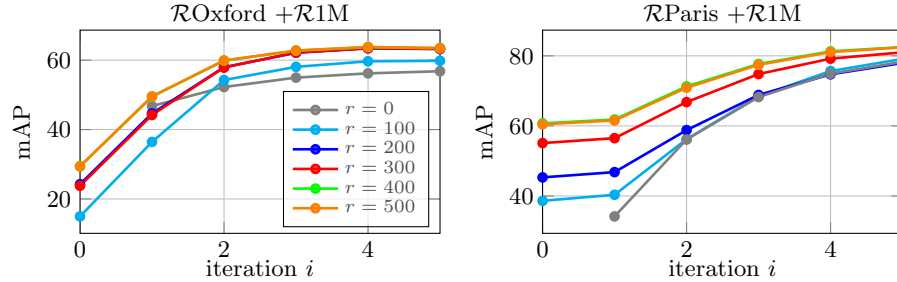 ℛOxford +ℛ1M
mAP
60
40
20
0
2
4
iteration i
r = 0
r = 100
r = 200
r = 300
r = 400
r = 500
ℛParis +ℛ1M
mAP
80
60
40
0
2
4
iteration i